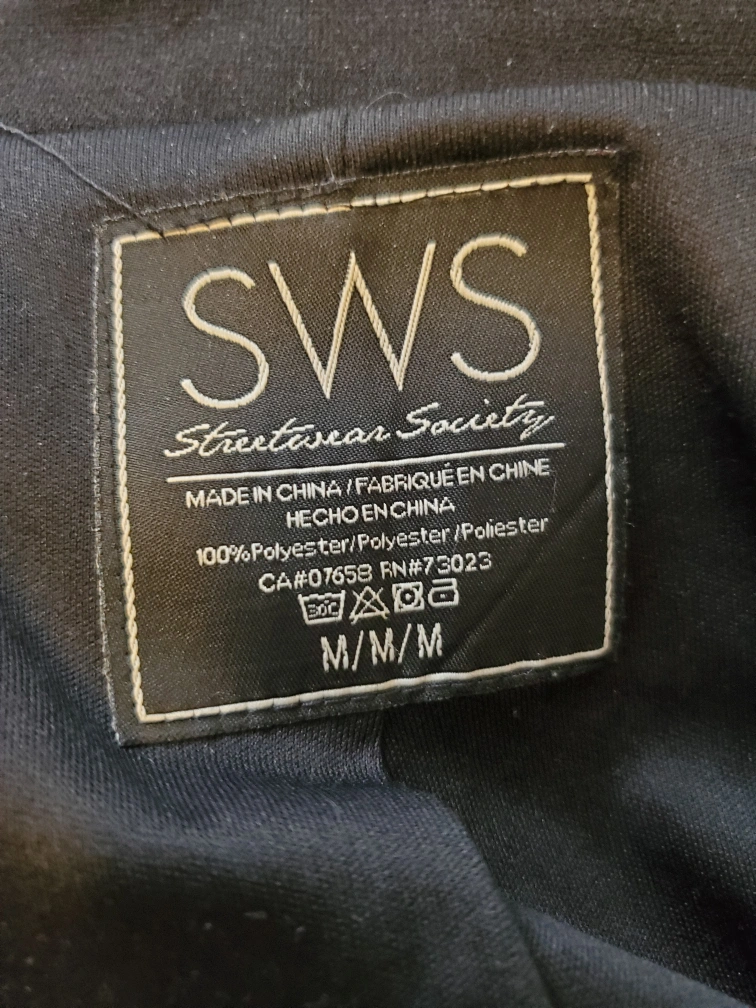 SWS
Streetwear Society
MADE IN CHINA / FABRIQUÉ EN CHINE
HECHO EN CHINA
100%Polyester/Polyester/Poliester
CA#07658 RN#73023
30°C
M/M/M